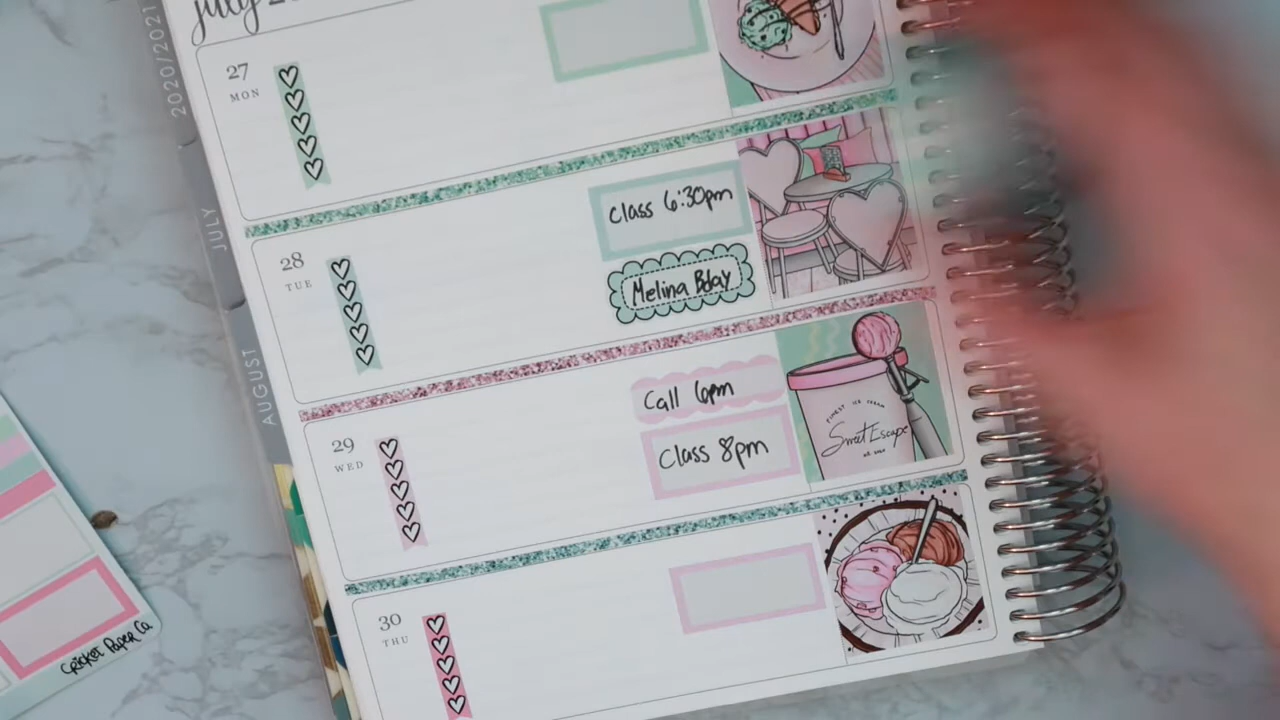 july
2020/2021
27
MON
28
TUE
class 6:30pm
Melina Bday
JULY
29
WED
Call 6pm
Class 8pm
FINEST ICE CREAM
Sweet Escape
AUGUST
30
THU
Cricket Paper Co